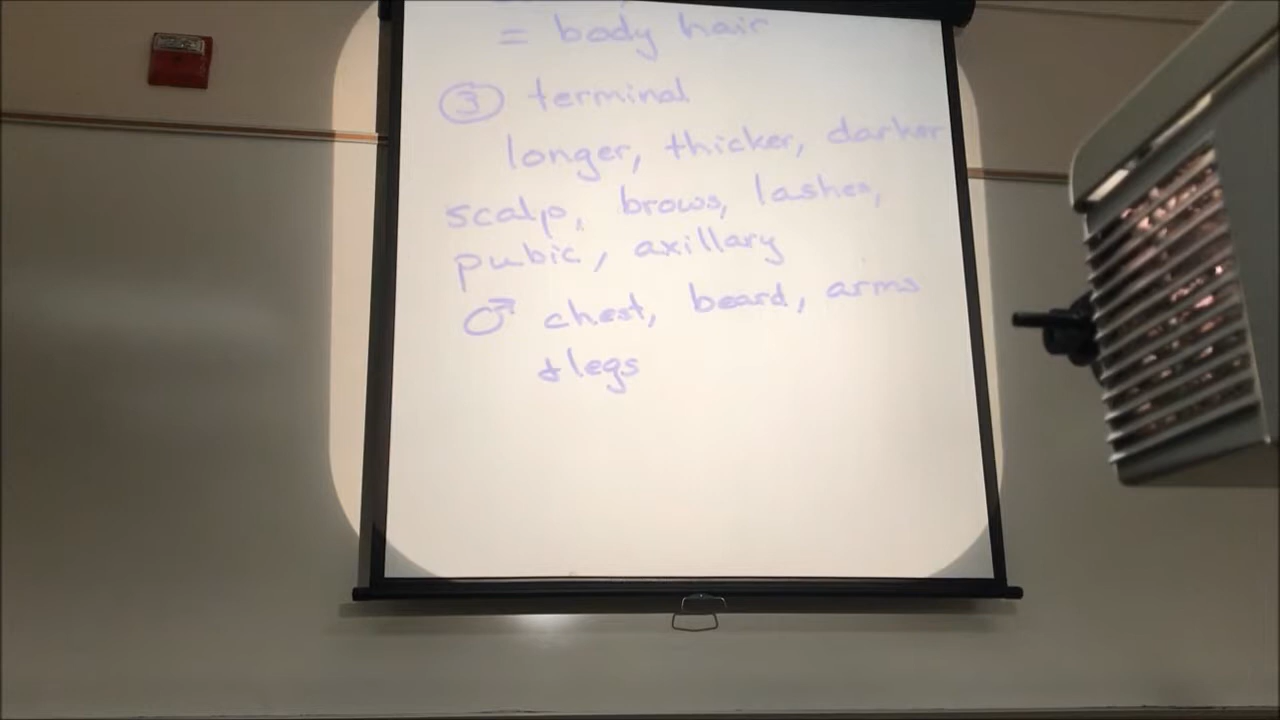 = body hair
③ terminal
longer, thicker, darker
scalp, brows, lashes,
pubic, axillary
♂ chest, beard, arms
& legs